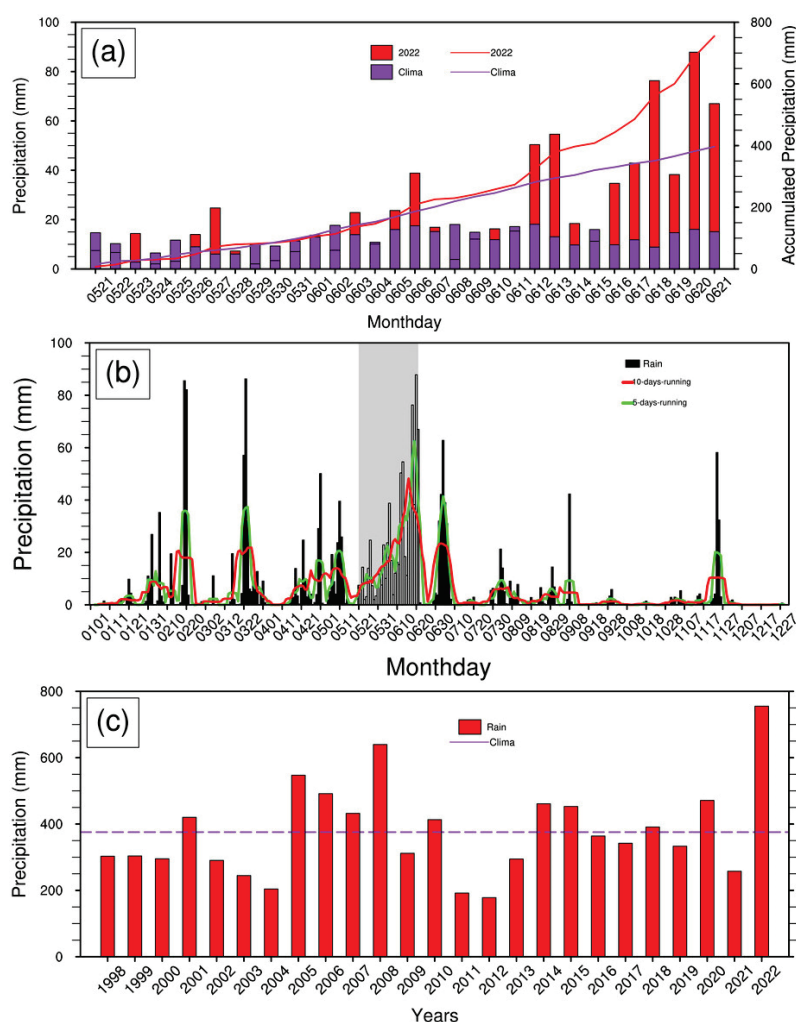 (a)
2022 2022
Clima Clima
Precipitation (mm)
100
80
60
40
20
0
Accumulated Precipitation (mm)
800
600
400
200
0
0521 0522 0523 0524 0525 0526 0527 0528 0529 0530 0531 0601 0602 0603 0604 0605 0606 0607 0608 0609 0610 0611 0612 0613 0614 0615 0616 0617 0618 0619 0620 0621
Monthday
(b)
Rain
10-days-running
5-days-running
Precipitation (mm)
100
80
60
40
20
0
0101 0111 0121 0131 0210 0220 0302 0312 0322 0401 0411 0421 0501 0511 0521 0531 0610 0620 0630 0710 0720 0730 0809 0819 0829 0908 0918 0928 1008 1018 1028 1107 1117 1127 1207 1217 1227
Monthday
(c)
Rain
Clima
Precipitation (mm)
800
600
400
200
0
1998 1999 2000 2001 2002 2003 2004 2005 2006 2007 2008 2009 2010 2011 2012 2013 2014 2015 2016 2017 2018 2019 2020 2021 2022
Years